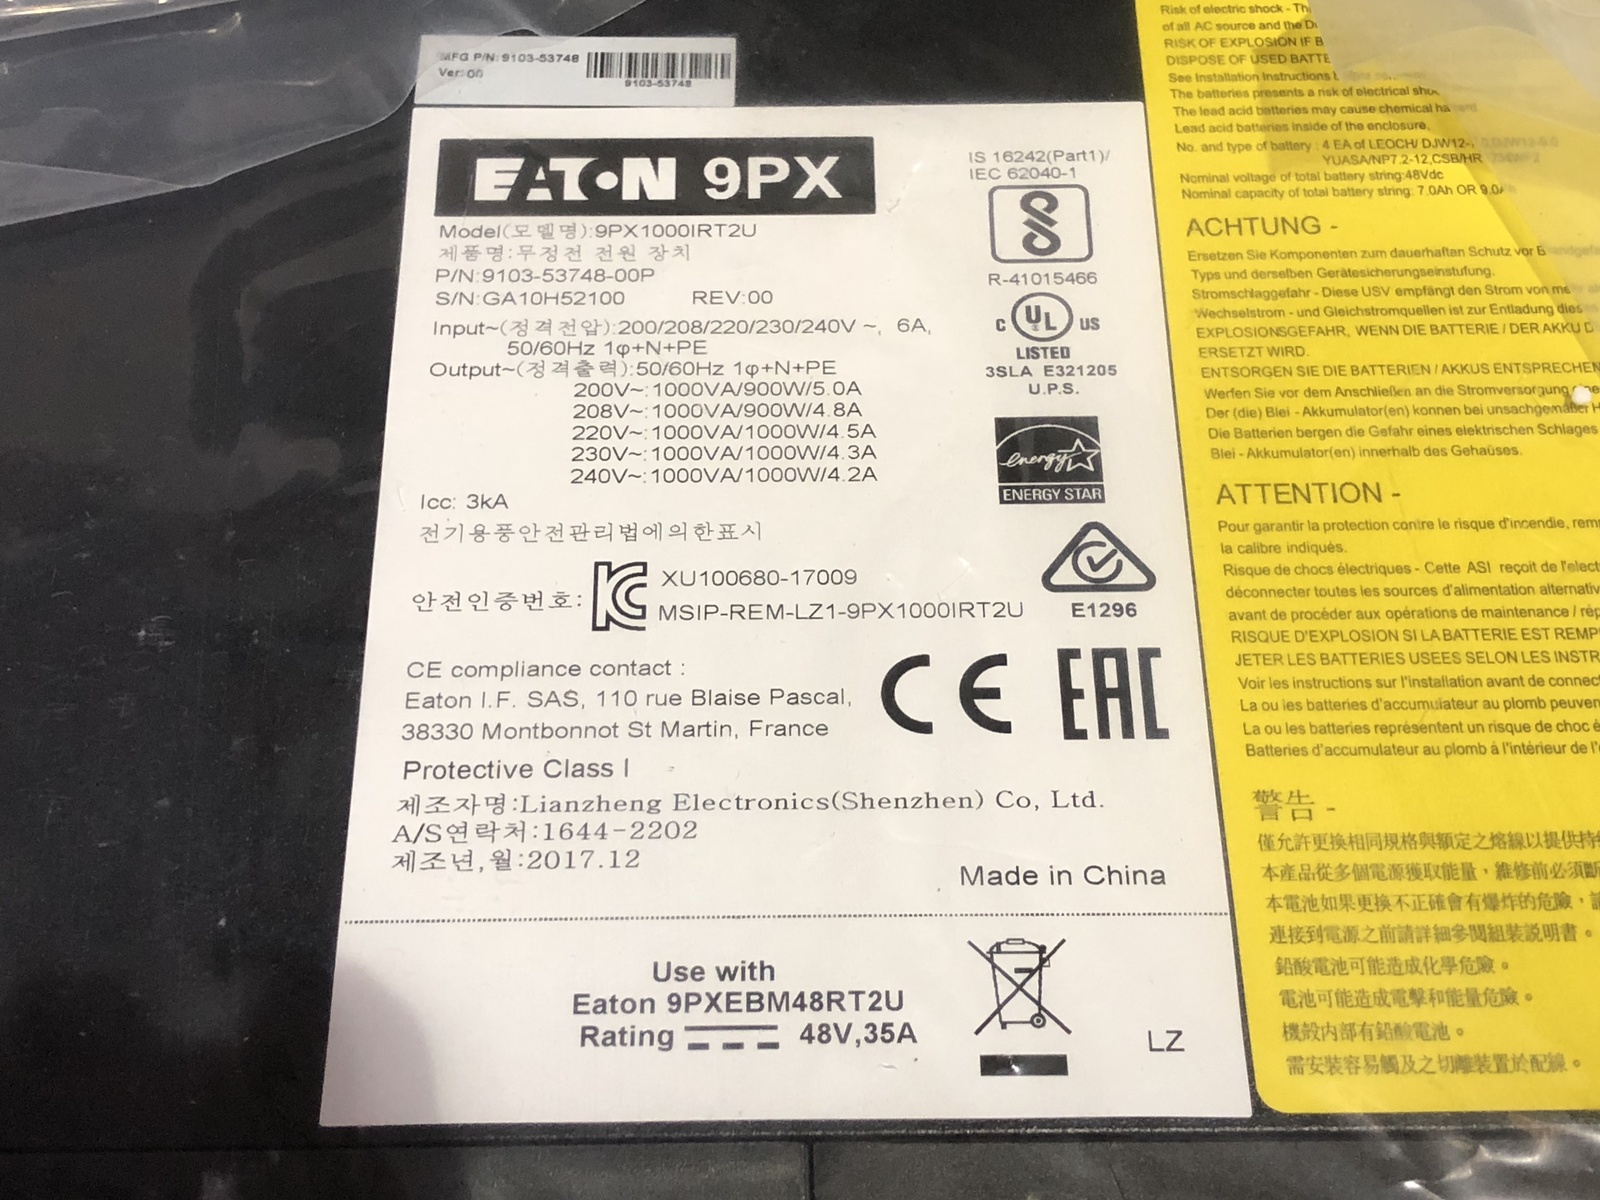 MFG P/N:9103-53748
Ver:00
9103-53748
EATON 9PX
Model(모델명):9PX1000IRT2U
제품명:무정전 전원 장치
P/N:9103-53748-00P
S/N:GA10H52100 REV:00
Input~(정격전압):200/208/220/230/240V ~, 6A,
50/60Hz 1φ+N+PE
Output~(정격출력):50/60Hz 1φ+N+PE
200V~:1000VA/900W/5.0A
208V~:1000VA/900W/4.8A
220V~:1000VA/1000W/4.5A
230V~:1000VA/1000W/4.3A
240V~:1000VA/1000W/4.2A
Icc: 3kA
전기용품안전관리법에의한표시
안전인증번호:
KC
XU100680-17009
MSIP-REM-LZ1-9PX1000IRT2U
IS 16242(Part1)/
IEC 62040-1
R-41015466
C UL US
LISTED
3SLA E321205
U.P.S.
energy
ENERGY STAR
E1296
CE compliance contact :
Eaton I.F. SAS, 110 rue Blaise Pascal,
38330 Montbonnot St Martin, France
CE EAC
Protective Class I
제조자명:Lianzheng Electronics(Shenzhen) Co, Ltd.
A/S연락처:1644-2202
제조년,월:2017.12
Made in China
Use with
Eaton 9PXEBM48RT2U
Rating 48V,35A
LZ
Risk of electric shock - Th
of all AC source and the
RISK OF EXPLOSION IF B
DISPOSE OF USED BATTE
See Installation Instructions
The batteries presents a risk of electrical
The lead acid batteries may cause chemical
Lead acid batteries inside of the enclosure.
No. and type of battery : 4 EA of LEOCH/ DJW12-
YUASA/NP7.2-12,CSB/HR
Nominal voltage of total battery string:48Vdc
Nominal capacity of total battery string: 7.0Ah OR 9.0
ACHTUNG -
Ersetzen Sie Komponenten zum dauerhaften Schutz vor
Typs und derselben Gerätesicherungseinstufung.
Stromschlaggefahr - Diese USV empfängt den Strom von
Wechselstrom - und Gleichstromquellen ist zur Entladung
EXPLOSIONSGEFAHR, WENN DIE BATTERIE / DER AKKU
ERSETZT WIRD.
ENTSORGEN SIE DIE BATTERIEN / AKKUS ENTSPRECHEN
Werfen Sie vor dem Anschließen an die Stromversorgung
Der (die) Blei - Akkumulator(en) konnen bei unsachgemäßer H
Die Batterien bergen die Gefahr eines elektrischen Schlages
Blei - Akkumulator(en) innerhalb des Gehaüses.
ATTENTION -
Pour garantir la protection contre le risque d'incendie, rem
la calibre indiqués.
Risque de chocs électriques - Cette ASI reçoit de l'elect
déconnecter toutes les sources d'alimentation alternativ
avant de procéder aux opérations de maintenance / rép
RISQUE D'EXPLOSION SI LA BATTERIE EST REMP
JETER LES BATTERIES USEES SELON LES INSTR
Voir les instructions sur l'installation avant de connec
La ou les batteries d'accumulateur au plomb peuven
La ou les batteries représentent un risque de choc é
Batteries d'accumulateur au plomb à l'intérieur de l'
警告 -
僅允許更換相同規格與額定之熔線以提供持
本產品從多個電源獲取能量，維修前必須斷
本電池如果更換不正確會有爆炸的危險，
連接到電源之前請詳細參閱組裝説明書。
鉛酸電池可能造成化學危險。
電池可能造成電擊和能量危險。
機殼内部有鉛酸電池。
需安裝容易觸及之切離裝置於配線。